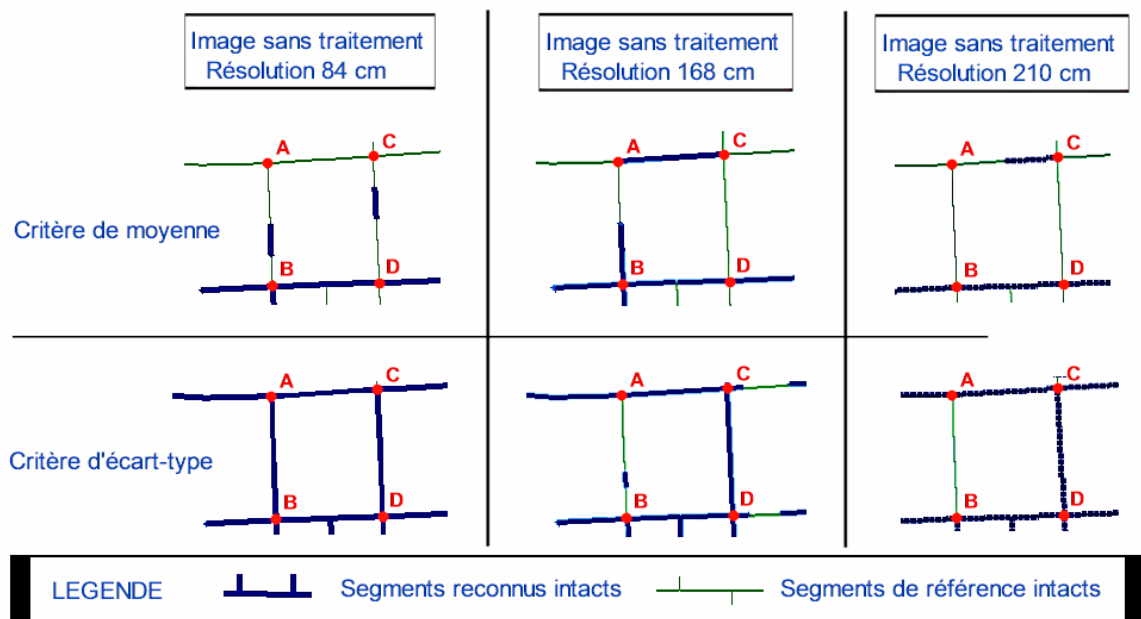 Image sans traitement
Résolution 84 cm
Image sans traitement
Résolution 168 cm
Image sans traitement
Résolution 210 cm
Critère de moyenne
A
C
B
D
A
C
B
D
A
C
B
D
Critère d'écart-type
A
C
B
D
A
C
B
D
A
C
B
D
LEGENDE
Segments reconnus intacts
Segments de référence intacts